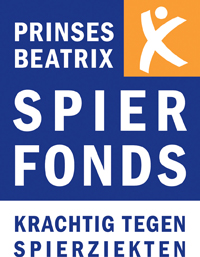 PRINSES
BEATRIX
SPIER
FONDS
KRACHTIG TEGEN
SPIERZIEKTEN